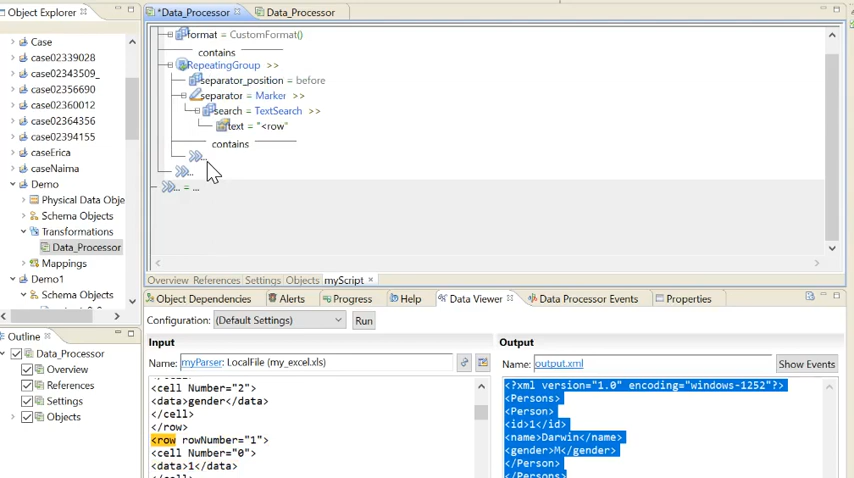 Object Explorer
*Data_Processor
Data_Processor
Case
case02339028
case02343509_
case02356690
case02360012
case02364356
case02394155
caseErica
caseNaima
Demo
Physical Data Obje
Schema Objects
Transformations
Data_Processor
Mappings
Demo1
Schema Objects
format = CustomFormat()
contains
RepeatingGroup >>
separator_position = before
separator = Marker >>
search = TextSearch >>
text = "<row"
contains
...
...
... = ...
Overview References Settings Objects myScript
Outline
Data_Processor
Overview
References
Settings
Objects
Object Dependencies Alerts Progress Help Data Viewer Data Processor Events Properties
Configuration: (Default Settings) Run
Input
Name: myParser: LocalFile (my_excel.xls)
<cell Number="2">
<data>gender</data>
</cell>
</row>
<row rowNumber="1">
<cell Number="0">
<data>1</data>
Output
Name: output.xml Show Events
<?xml version="1.0" encoding="windows-1252"?>
<Persons>
<Person>
<id>1</id>
<name>Darwin</name>
<gender>M</gender>
</Person>